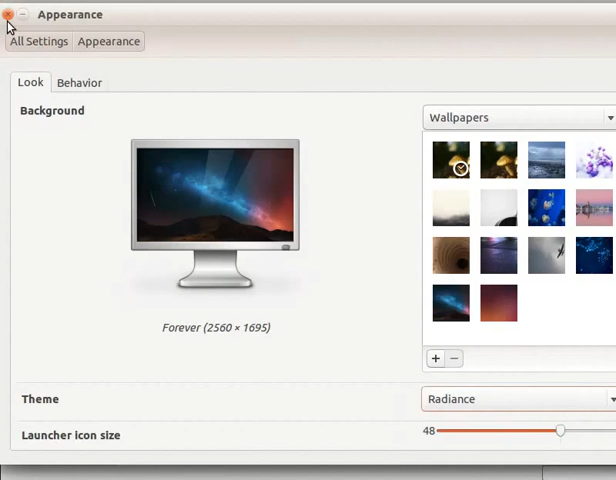 Appearance
All Settings Appearance
Look Behavior
Background
Wallpapers
Forever (2560 × 1695)
Theme
Radiance
Launcher icon size
48